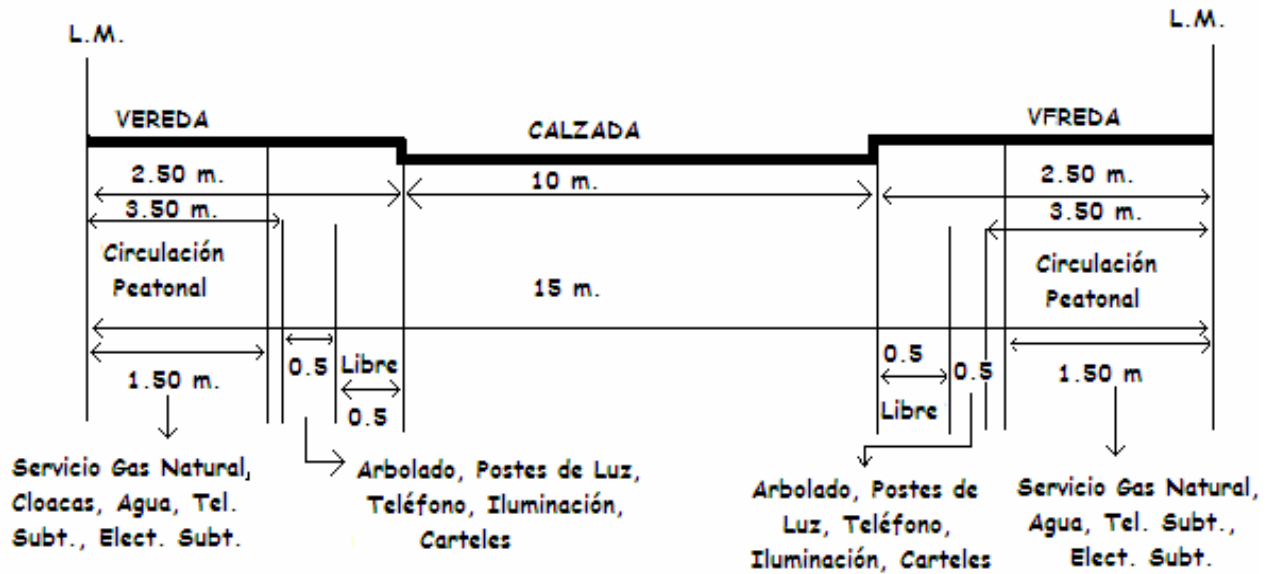 L.M.
L.M.
VEREDA
CALZADA
VFREDA
2.50 m.
10 m.
2.50 m.
3.50 m.
3.50 m.
Circulación
Peatonal
15 m.
Circulación
Peatonal
0.5
Libre
0.5
0.5
1.50 m.
0.5
Libre
1.50 m
Servicio Gas Natural,
Cloacas, Agua, Tel.
Subt., Elect. Subt.
Arbolado, Postes de Luz,
Teléfono, Iluminación,
Carteles
Arbolado, Postes de
Luz, Teléfono,
Iluminación, Carteles
Servicio Gas Natural,
Agua, Tel. Subt.,
Elect. Subt.